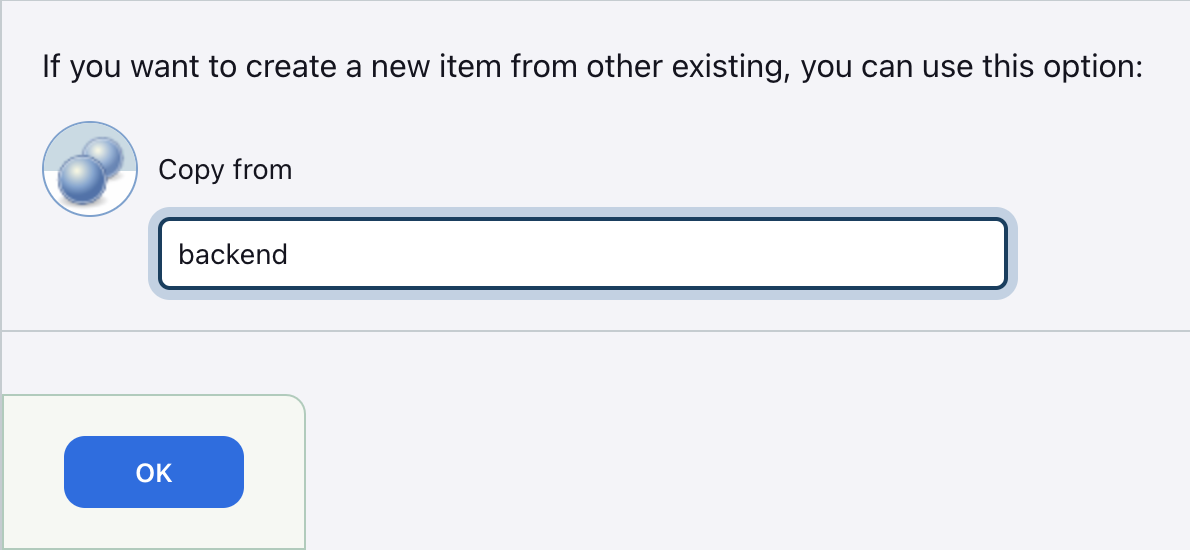 If you want to create a new item from other existing, you can use this option:
Copy from
backend
OK